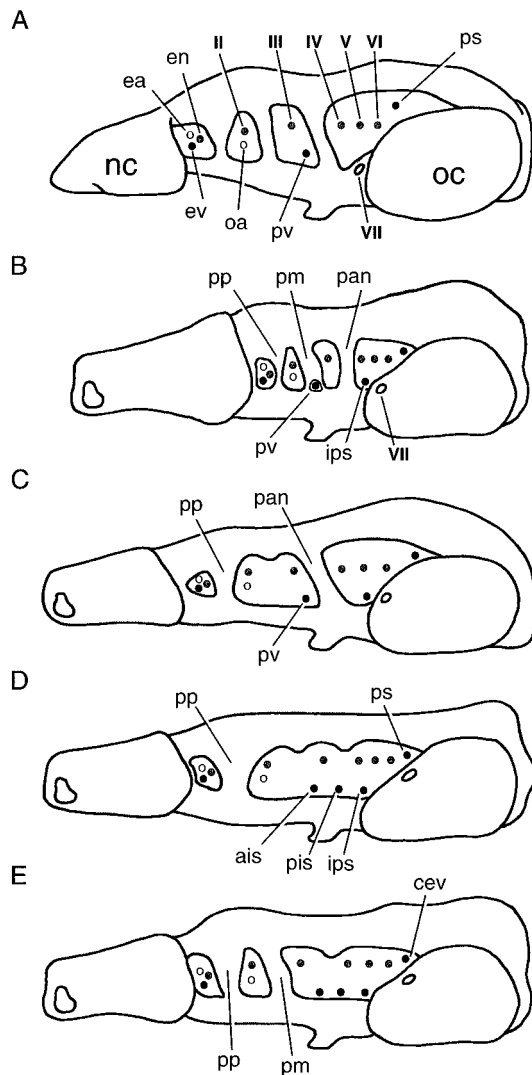 A
II III IV V VI ps
ea en
nc oc
ev oa pv VII
B
pp pm pan
pv ips VII
C
pp pan
pv
D
pp ps
ais pis ips
E
cev
pp pm